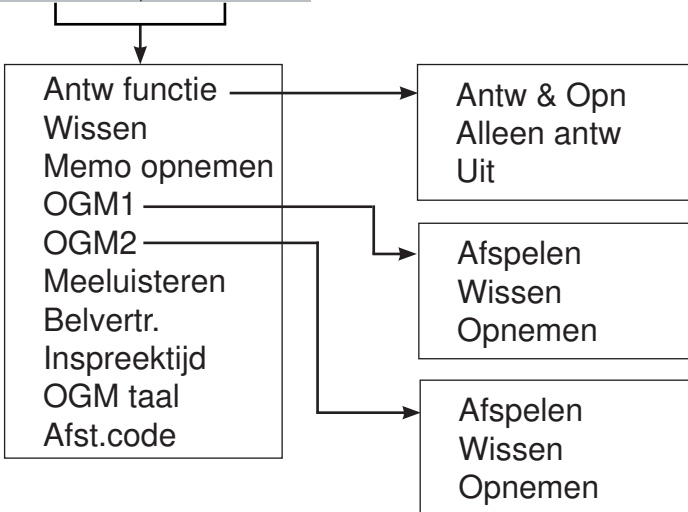 Antw functie
Wissen
Memo opnemen
OGM1
OGM2
Meeluisteren
Belvertr.
Inspreektijd
OGM taal
Afst.code
Antw & Opn
Alleen antw
Uit
Afspelen
Wissen
Opnemen
Afspelen
Wissen
Opnemen